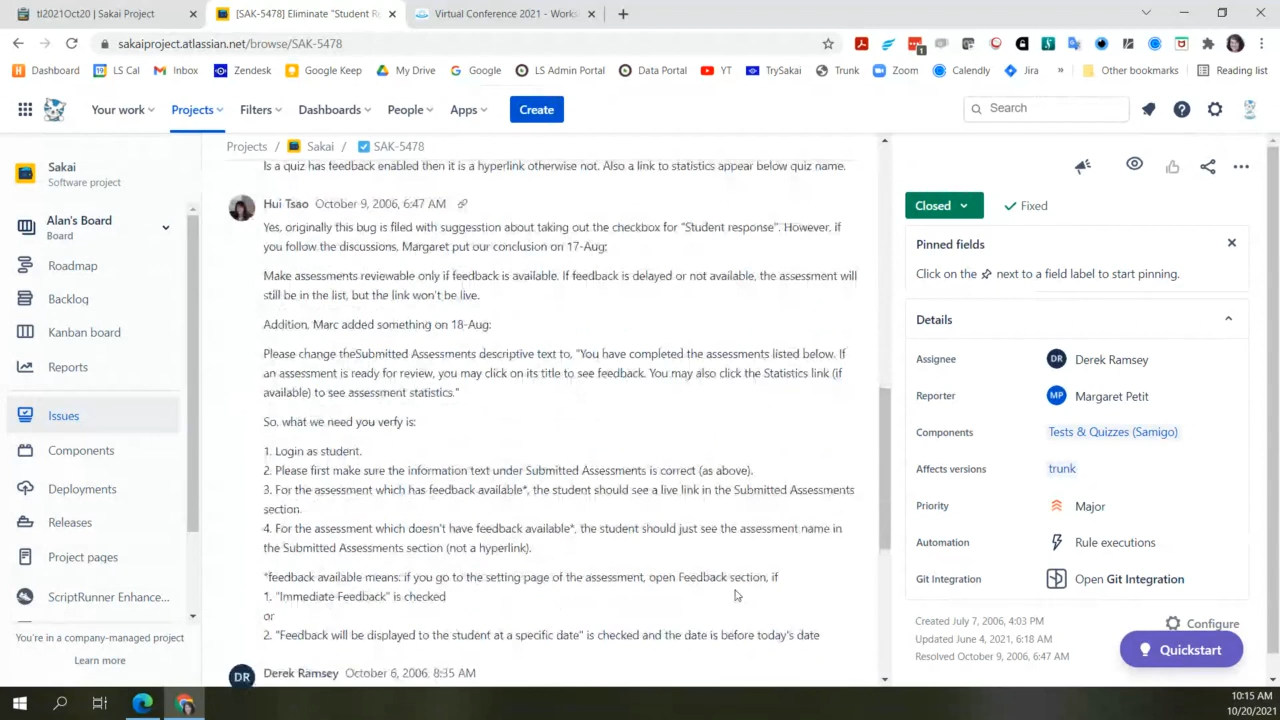 tl2021Oct20 | Sakai Project
[SAK-5478] Eliminate "Student Re
Virtual Conference 2021 - Works
sakaiproject.atlassian.net/browse/SAK-5478
Dashboard
LS Cal
Inbox
Zendesk
Google Keep
My Drive
Google
LS Admin Portal
Data Portal
YT
TrySakai
Trunk
Zoom
Calendly
Jira
»
Other bookmarks
Reading list
Your work
Projects
Filters
Dashboards
People
Apps
Create
Search
Sakai
Software project
Alan's Board
Board
Roadmap
Backlog
Kanban board
Reports
Issues
Components
Deployments
Releases
Project pages
ScriptRunner Enhance...
You're in a company-managed project
Learn more
Projects / Sakai / SAK-5478
Is a quiz has feedback enabled then it is a hyperlink otherwise not. Also a link to statistics appear below quiz name.
Hui Tsao October 9, 2006, 6:47 AM
Yes, originally this bug is filed with suggesstion about taking out the checkbox for "Student response". However, if
you follow the discussions, Margaret put our conclusion on 17-Aug:
Make assessments reviewable only if feedback is available. If feedback is delayed or not available, the assessment will
still be in the list, but the link won't be live.
Addition, Marc added something on 18-Aug:
Please change theSubmitted Assessments descriptive text to, "You have completed the assessments listed below. If
an assessment is ready for review, you may click on its title to see feedback. You may also click the Statistics link (if
available) to see assessment statistics."
So, what we need you verfy is:
1. Login as student.
2. Please first make sure the information text under Submitted Assessments is correct (as above).
3. For the assessment which has feedback available*, the student should see a live link in the Submitted Assessments
section.
4. For the assessment which doesn't have feedback available*, the student should just see the assessment name in
the Submitted Assessments section (not a hyperlink).
*feedback available means: if you go to the setting page of the assessment, open Feedback section, if
1. "Immediate Feedback" is checked
or
2. "Feedback will be displayed to the student at a specific date" is checked and the date is before today's date
DR
Derek Ramsey October 6, 2006, 8:35 AM
Closed
Fixed
Pinned fields
Click on the next to a field label to start pinning.
Details
Assignee
DR Derek Ramsey
Reporter
MP Margaret Petit
Components
Tests & Quizzes (Samigo)
Affects versions
trunk
Priority
Major
Automation
Rule executions
Git Integration
Open Git Integration
Created July 7, 2006, 4:03 PM
Configure
Updated June 4, 2021, 6:18 AM
Resolved October 9, 2006, 6:47 AM
Quickstart
10:15 AM
10/20/2021